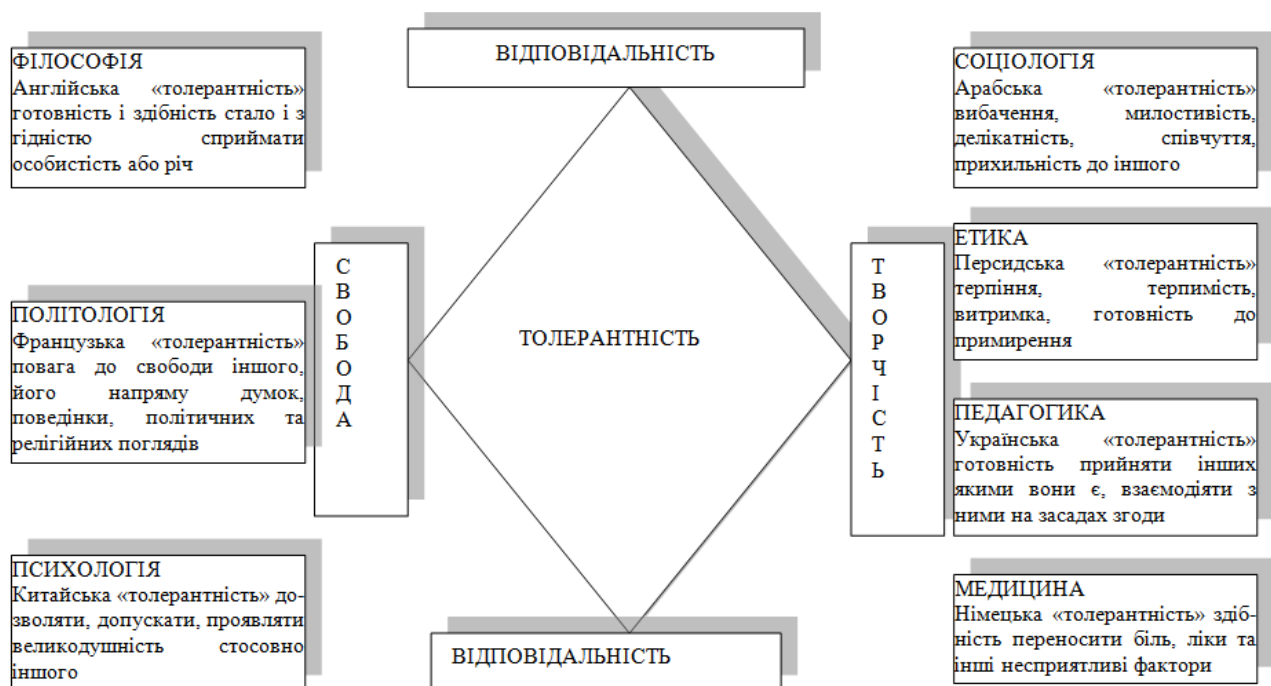 ВІДПОВІДАЛЬНІСТЬ
ФІЛОСОФІЯ
Англійська «толерантність»
готовність і здібність стало і з
гідністю сприймати
особистість або річ
СОЦІОЛОГІЯ
Арабська «толерантність»
вибачення, милостивість,
делікатність, співчуття,
прихильність до іншого
ПОЛІТОЛОГІЯ
Французька «толерантність»
повага до свободи іншого,
його напряму думок,
поведінки, політичних та
релігійних поглядів
С
В
О
Б
О
Д
А
ТОЛЕРАНТНІСТЬ
Т
В
О
Р
Ч
І
С
Т
Ь
ЕТИКА
Персидська «толерантність»
терпіння, терпимість,
витримка, готовність до
примирення
ПЕДАГОГИКА
Українська «толерантність»
готовність прийняти інших
якими вони є, взаємодіяти з
ними на засадах згоди
ПСИХОЛОГІЯ
Китайська «толерантність» до-
зволяти, допускати, проявляти
великодушність стосовно
іншого
ВІДПОВІДАЛЬНІСТЬ
МЕДИЦИНА
Німецька «толерантність» здіб-
ність переносити біль, ліки та
інші несприятливі фактори